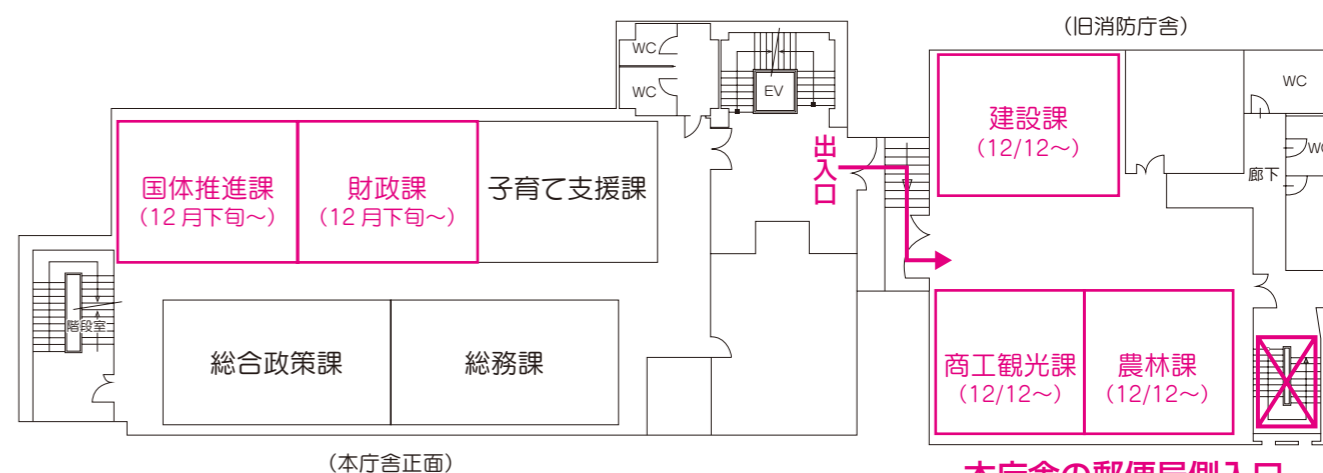 (旧消防庁舎)
WC
WC
EV
WC
WC
廊下
出入口
建設課
(12/12～)
国体推進課
(12月下旬～)
財政課
(12月下旬～)
子育て支援課
階段室
総合政策課
総務課
商工観光課
(12/12～)
農林課
(12/12～)
(本庁舎正面)